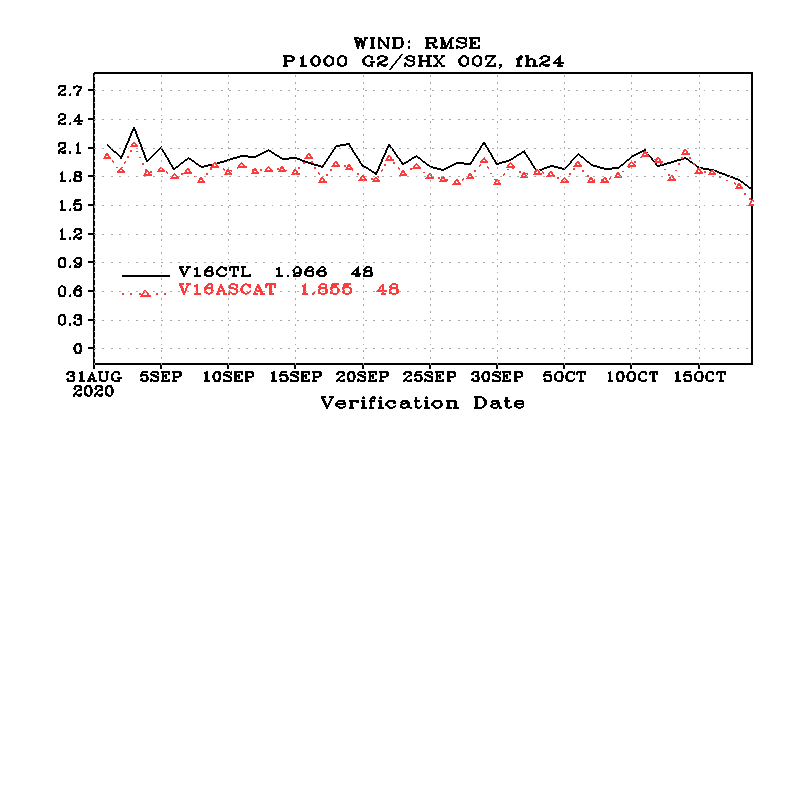 WIND: RMSE
P1000 G2/SHX 00Z, fh24
2.7
2.4
2.1
1.8
1.5
1.2
0.9
0.6
0.3
0
V16CTL 1.966 48
V16ASCAT 1.855 48
31AUG 5SEP 10SEP 15SEP 20SEP 25SEP 30SEP 5OCT 10OCT 15OCT
2020
Verification Date